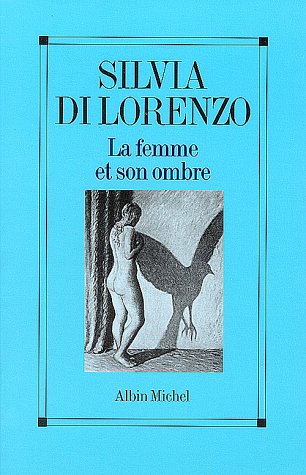 SILVIA
DI LORENZO
La femme
et son ombre
Albin Michel